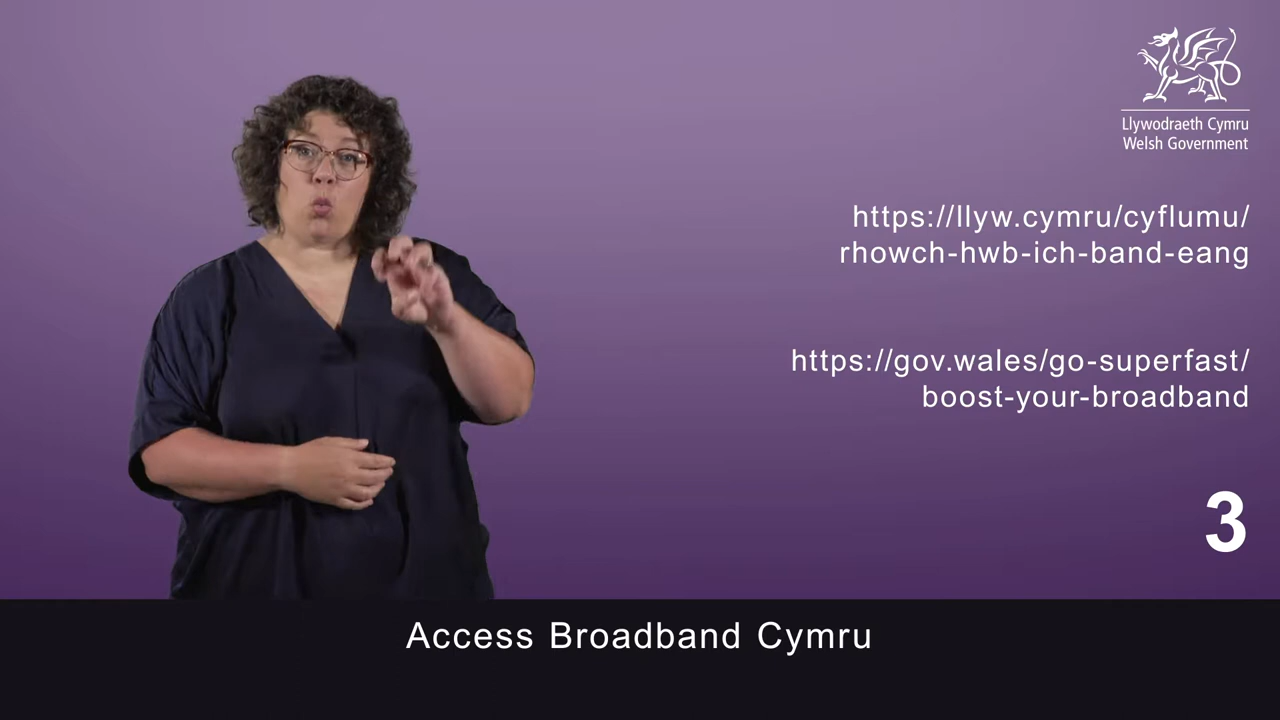 Llywodraeth Cymru
Welsh Government
https://llyw.cymru/cyflumu/
rhowch-hwb-ich-band-eang
https://gov.wales/go-superfast/
boost-your-broadband
3
Access Broadband Cymru